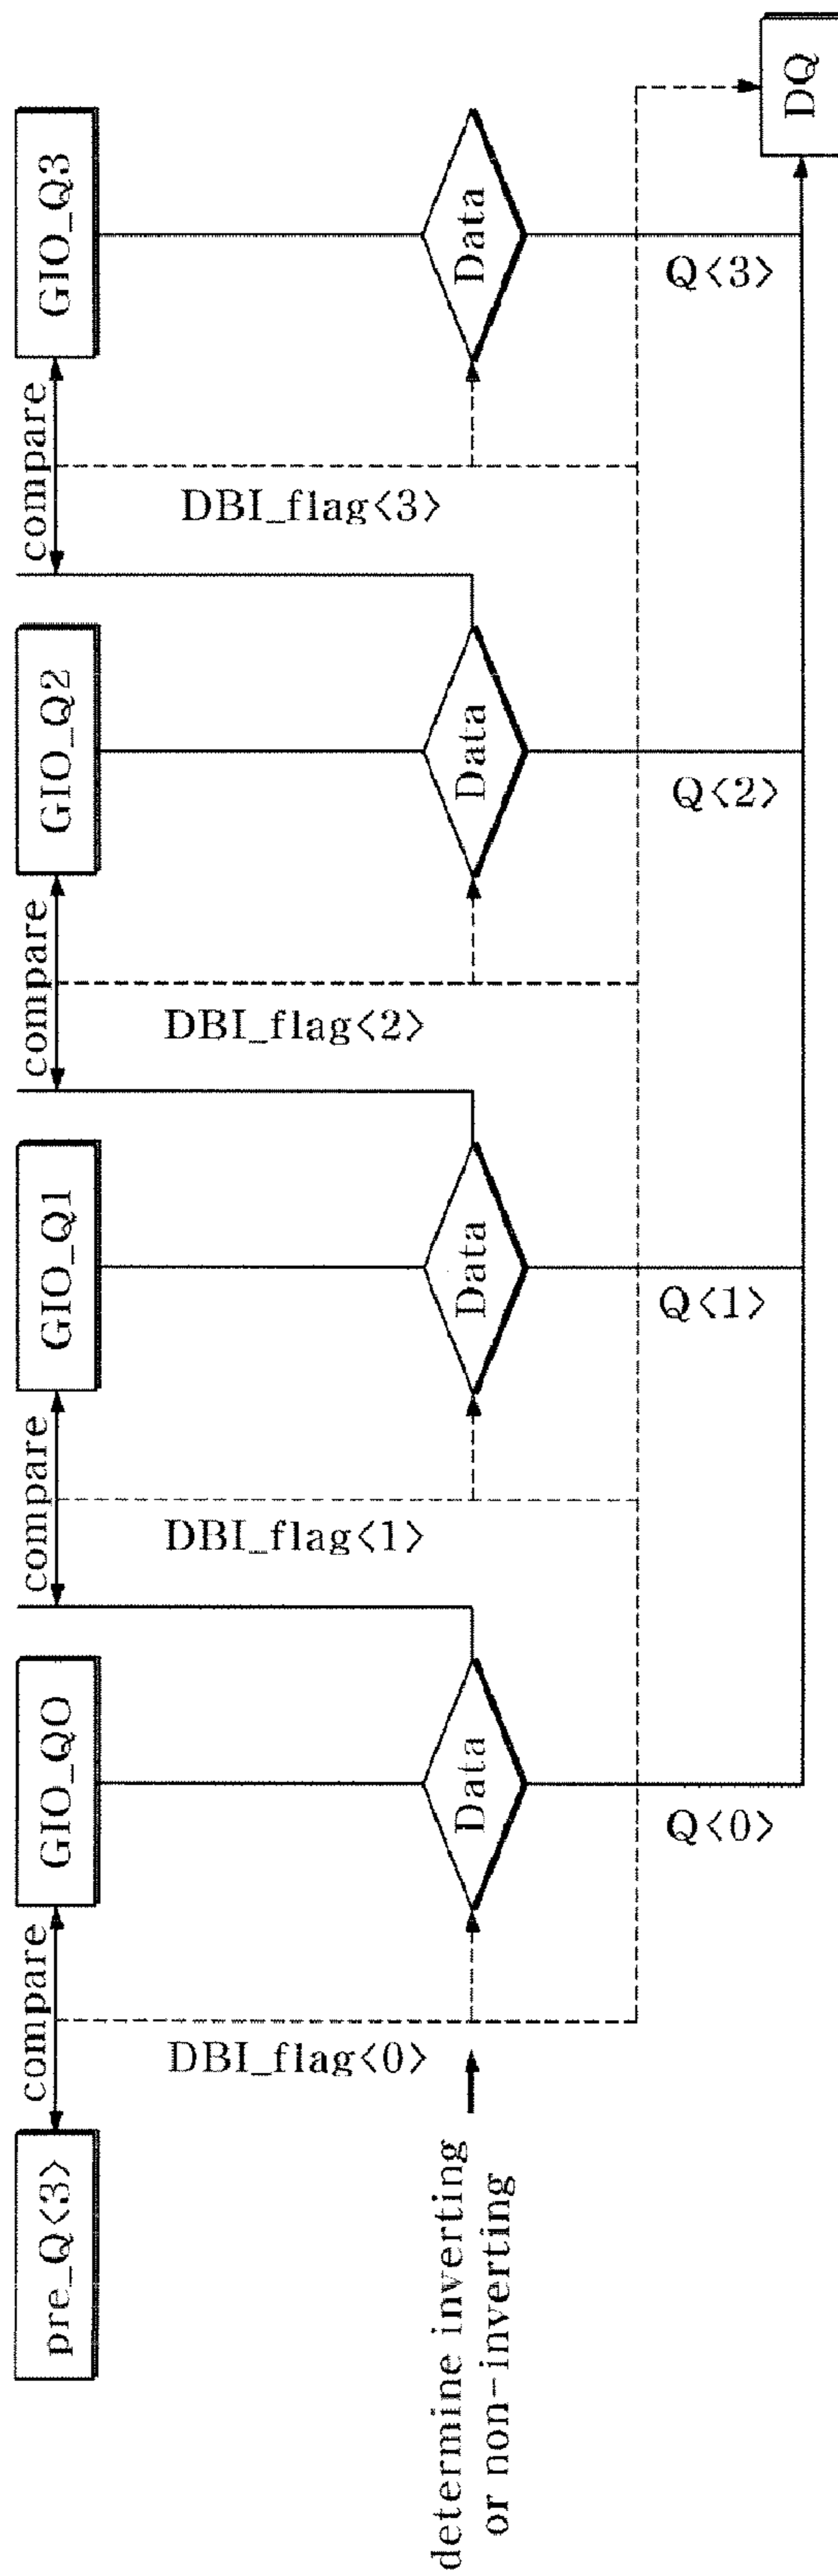 pre_Q<3>
compare
GIO_Q0
compare
GIO_Q1
compare
GIO_Q2
compare
GIO_Q3
DBI_flag<0>
DBI_flag<1>
DBI_flag<2>
DBI_flag<3>
determine inverting
or non-inverting
Data
Data
Data
Data
Q<0>
Q<1>
Q<2>
Q<3>
DQ